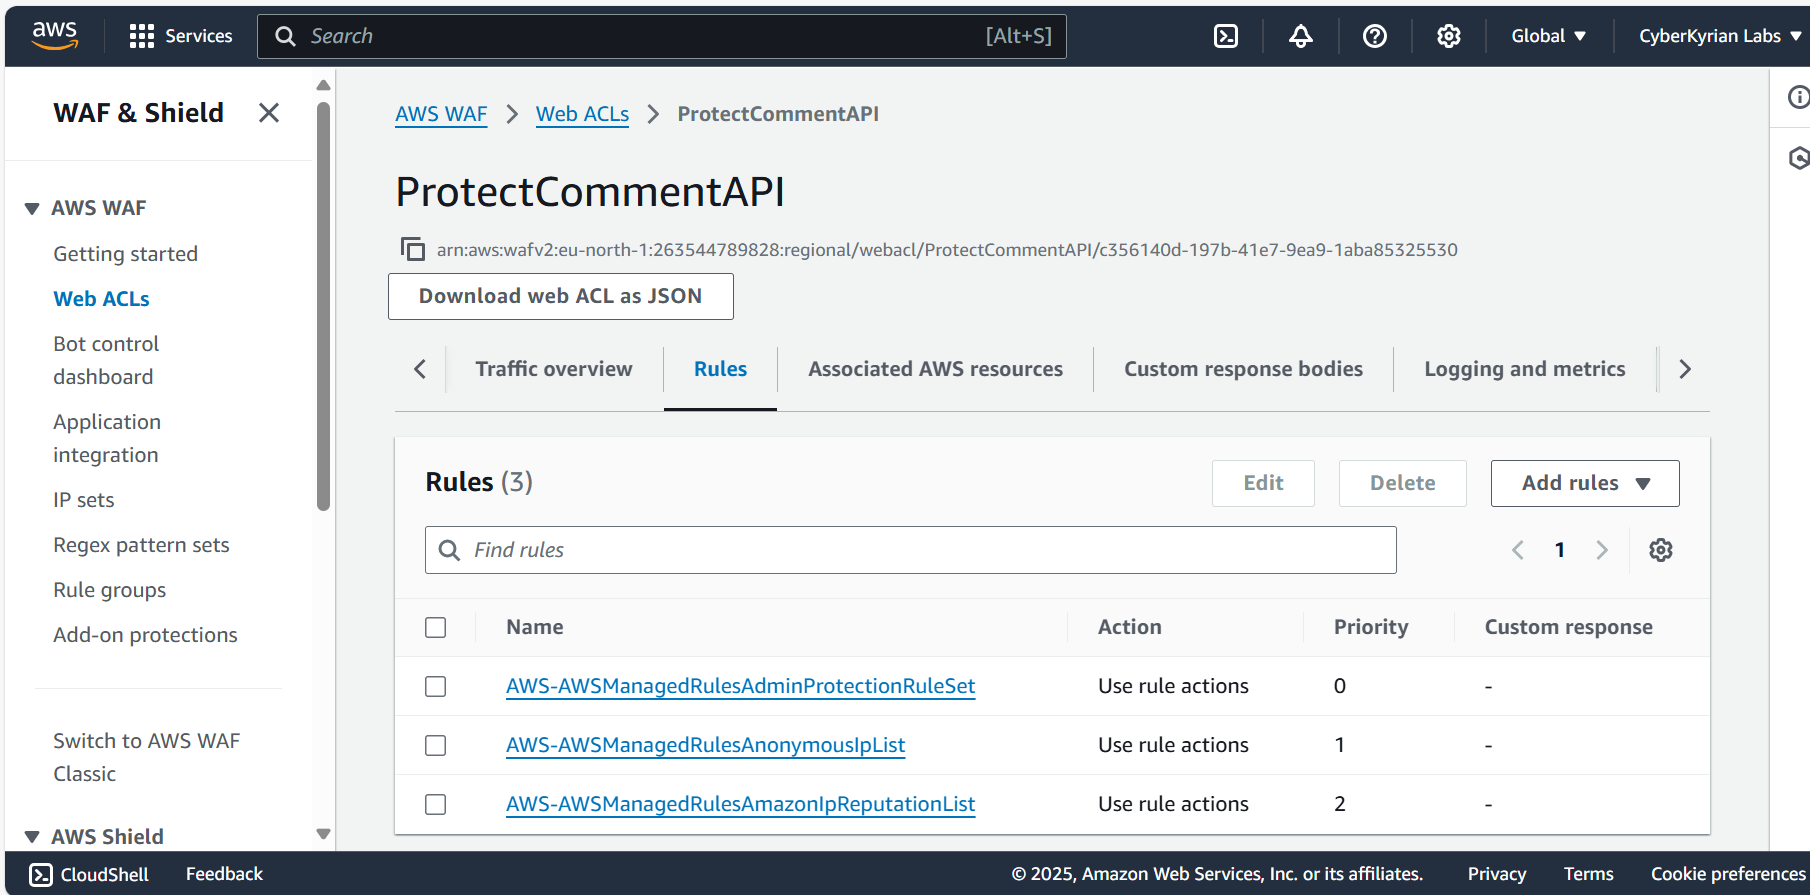 aws
Services
Search [Alt+S]
Global
CyberKyrian Labs
WAF & Shield
AWS WAF
Getting started
Web ACLs
Bot control
dashboard
Application
integration
IP sets
Regex pattern sets
Rule groups
Add-on protections
Switch to AWS WAF
Classic
AWS Shield
AWS WAF > Web ACLs > ProtectCommentAPI
ProtectCommentAPI
arn:aws:wafv2:eu-north-1:263544789828:regional/webacl/ProtectCommentAPI/c356140d-197b-41e7-9ea9-1aba85325530
Download web ACL as JSON
Traffic overview
Rules
Associated AWS resources
Custom response bodies
Logging and metrics
Rules (3)
Edit
Delete
Add rules
Find rules
1
Name Action Priority Custom response
AWS-AWSManagedRulesAdminProtectionRuleSet Use rule actions 0 -
AWS-AWSManagedRulesAnonymousIpList Use rule actions 1 -
AWS-AWSManagedRulesAmazonIpReputationList Use rule actions 2 -
CloudShell
Feedback
© 2025, Amazon Web Services, Inc. or its affiliates.
Privacy
Terms
Cookie preferences